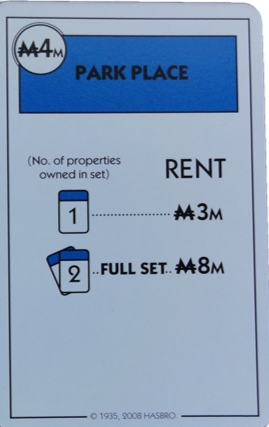 ₩4M
PARK PLACE
(No. of properties
owned in set)
RENT
1 ............... ₩3M
2 ..FULL SET.. ₩8M
© 1935, 2008 HASBRO.